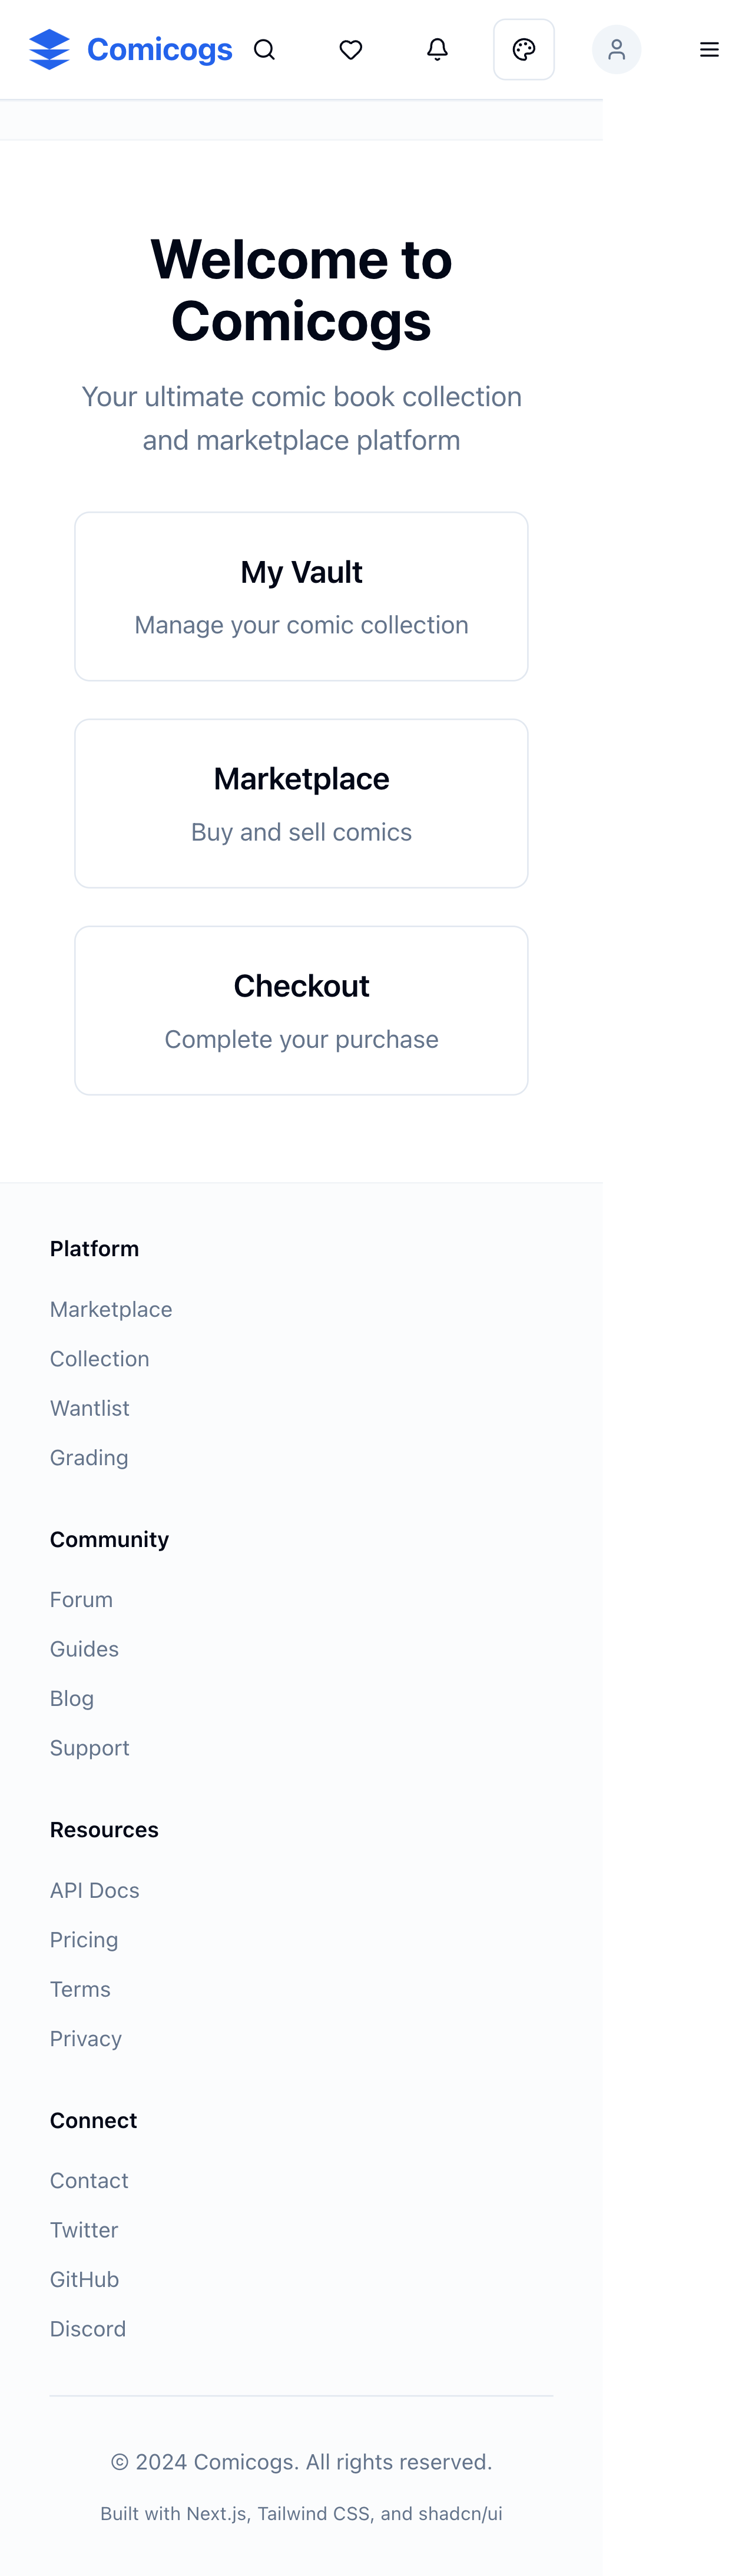 Comicogs
Welcome to
Comicogs
Your ultimate comic book collection
and marketplace platform
My Vault
Manage your comic collection
Marketplace
Buy and sell comics
Checkout
Complete your purchase
Platform
Marketplace
Collection
Wantlist
Grading
Community
Forum
Guides
Blog
Support
Resources
API Docs
Pricing
Terms
Privacy
Connect
Contact
Twitter
GitHub
Discord
© 2024 Comicogs. All rights reserved.
Built with Next.js, Tailwind CSS, and shadcn/ui